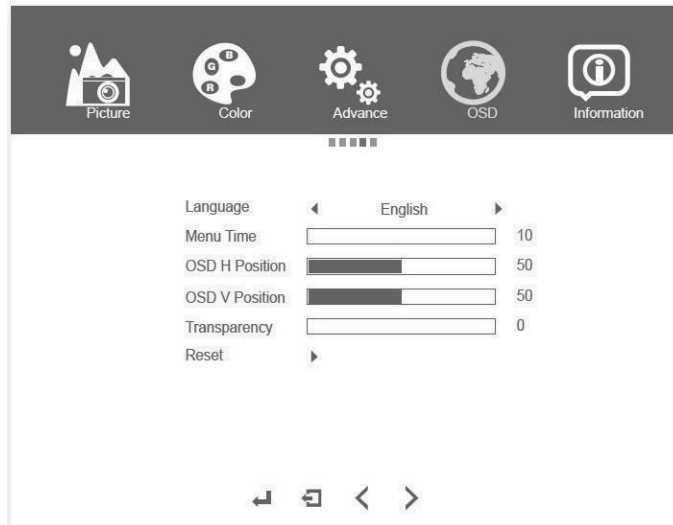 B
G
R
Picture Color Advance OSD Information
Language English
Menu Time 10
OSD H Position 50
OSD V Position 50
Transparency 0
Reset